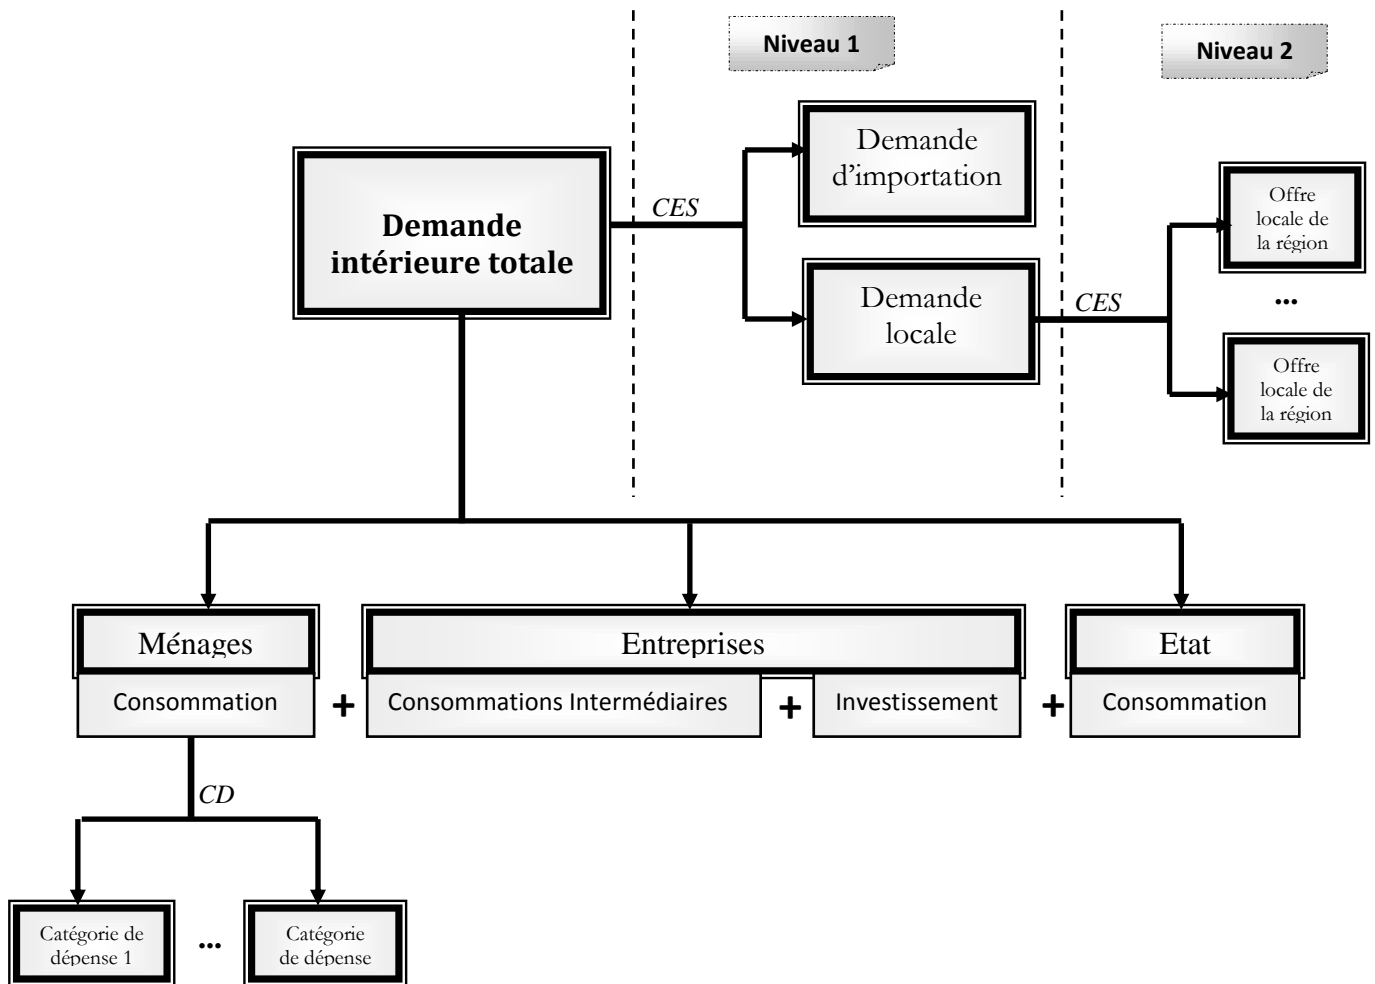 Niveau 1
Niveau 2
Demande
d'importation
Offre
locale de
la région
CES
Demande
intérieure totale
...
Demande
locale
CES
Offre
locale de
la région
Ménages
Entreprises
Etat
Consommation
+
Consommations Intermédiaires
+
Investissement
+
Consommation
CD
Catégorie de
dépense 1
...
Catégorie
de dépense